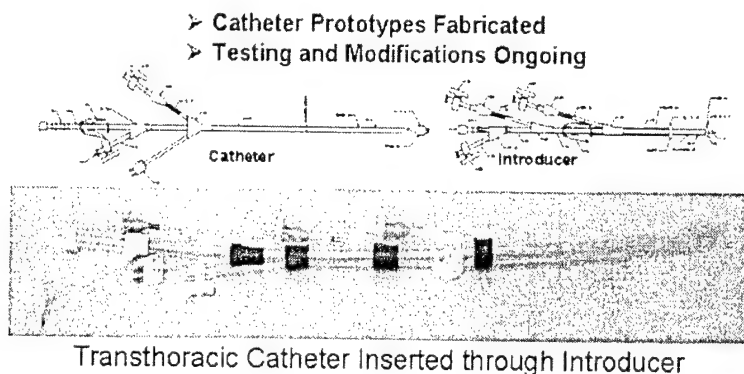 ➢ Catheter Prototypes Fabricated
➢ Testing and Modifications Ongoing
Catheter
Introducer
Transthoracic Catheter Inserted through Introducer